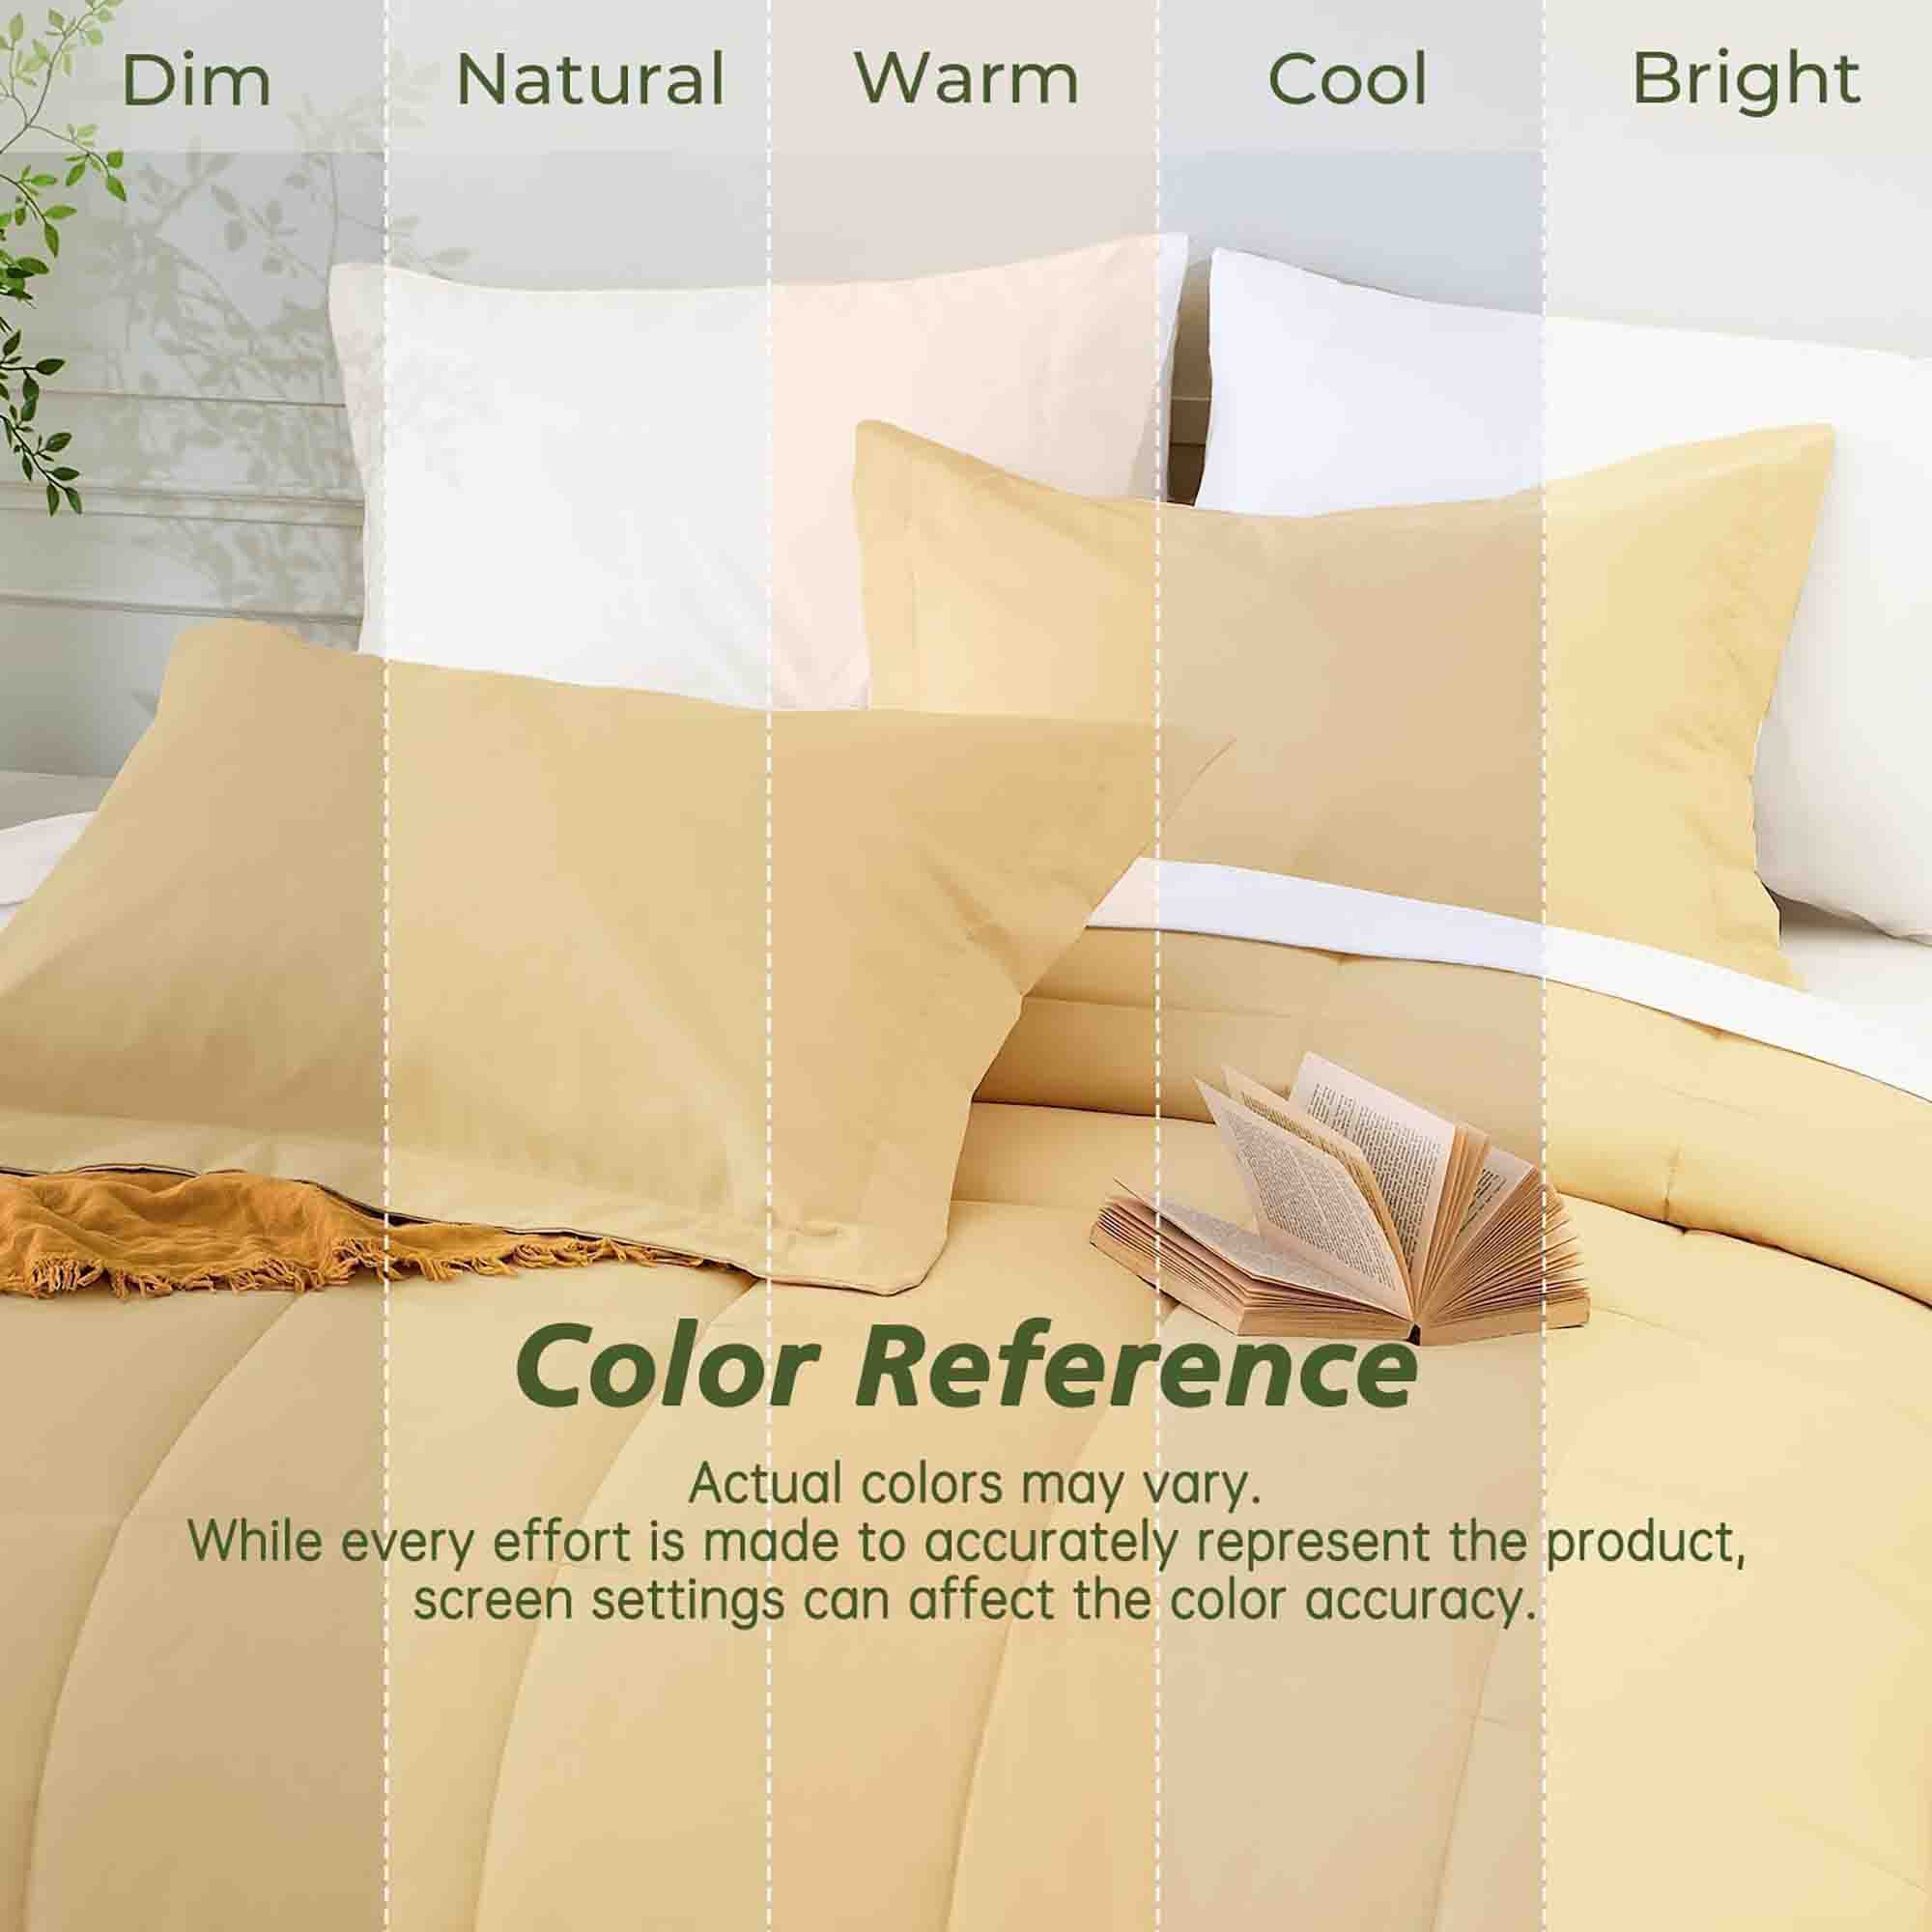 Dim Natural Warm Cool Bright
Color Reference
Actual colors may vary.
While every effort is made to accurately represent the product,
screen settings can affect the color accuracy.